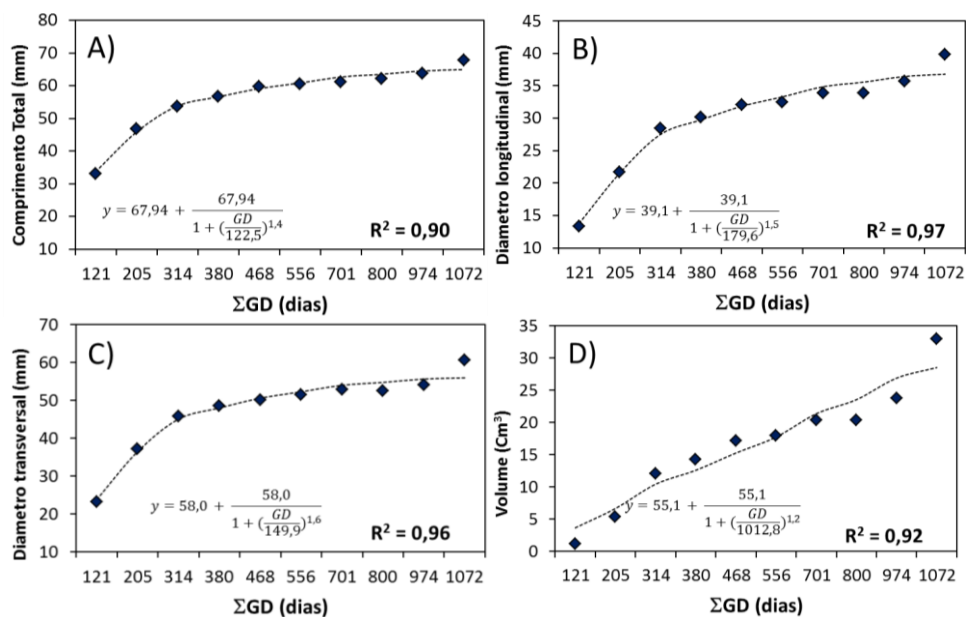 A)
Comprimento Total (mm)
80
70
60
50
40
30
20
10
y = 67,94 + 67,94 / 1 + (GD / 122,5)^1,4
R² = 0,90
121 205 314 380 468 556 701 800 974 1072
ΣGD (dias)
B)
Diametro longitudinal (mm)
45
40
35
30
25
20
15
10
y = 39,1 + 39,1 / 1 + (GD / 179,6)^1,5
R² = 0,97
121 205 314 380 468 556 701 800 974 1072
ΣGD (dias)
C)
Diametro transversal (mm)
70
60
50
40
30
20
10
y = 58,0 + 58,0 / 1 + (GD / 149,9)^1,6
R² = 0,96
121 205 314 380 468 556 701 800 974 1072
ΣGD (dias)
D)
Volume (Cm³)
35
30
25
20
15
10
5
0
y = 55,1 + 55,1 / 1 + (GD / 1012,8)^1,2
R² = 0,92
121 205 314 380 468 556 701 800 974 1072
ΣGD (dias)